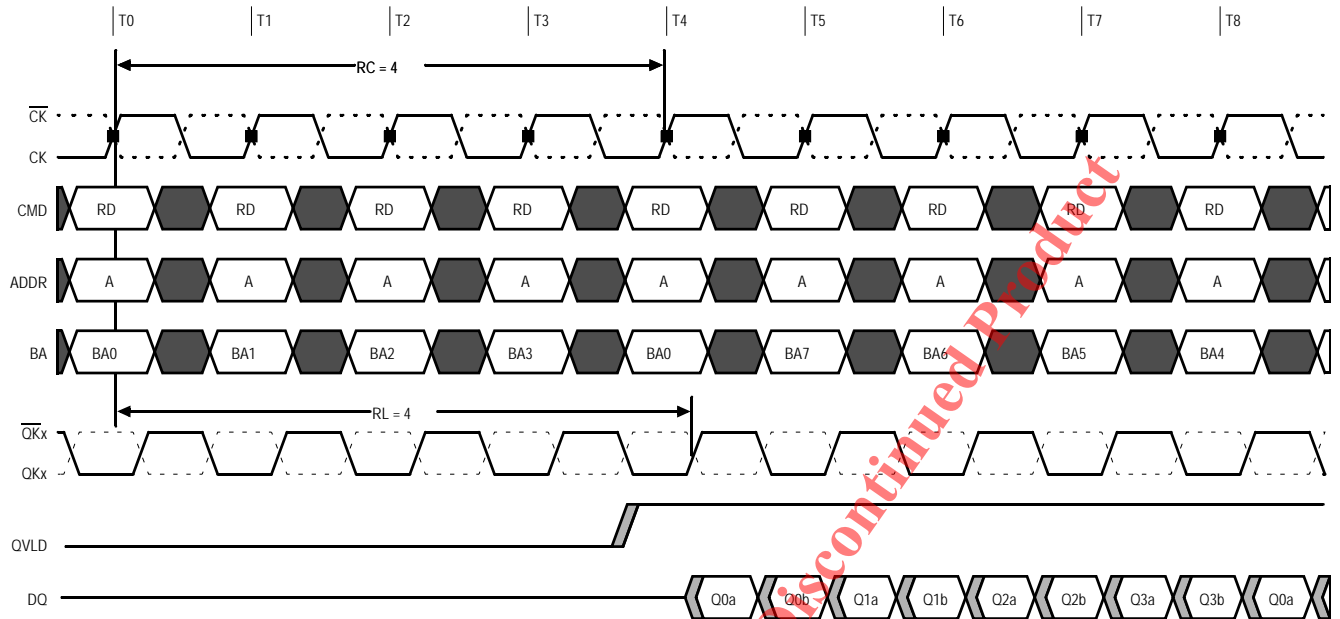 T0 T1 T2 T3 T4 T5 T6 T7 T8
RC = 4
CK
CK
CMD RD RD RD RD RD RD RD RD RD
ADDR A A A A A A A A A
BA BA0 BA1 BA2 BA3 BA0 BA7 BA6 BA5 BA4
RL = 4
QKx
QKx
QVLD
DQ Q0a Q0b Q1a Q1b Q2a Q2b Q3a Q3b Q0a
Discontinued Product